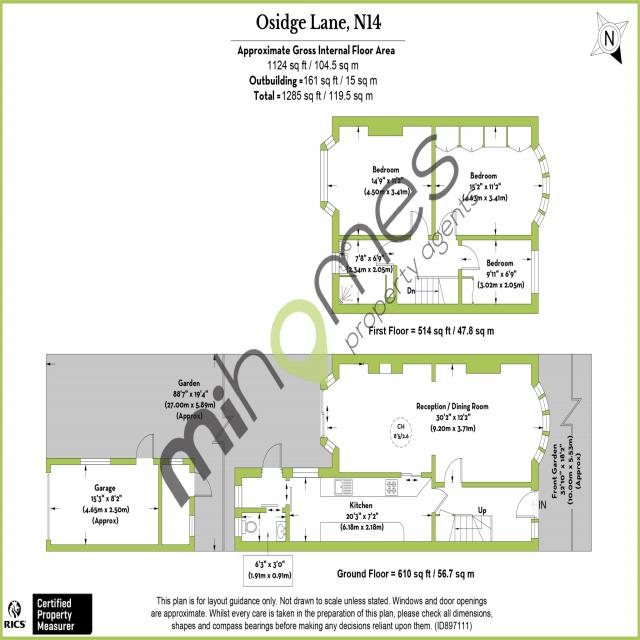 Osidge Lane, N14
Approximate Gross Internal Floor Area
1124 sq ft / 104.5 sq m
Outbuilding =161 sq ft / 15 sq m
Total = 1285 sq ft / 119.5 sq m
N
Bedroom
14'9" x 11'2"
(4.50m x 3.41m)
Bedroom
15'2" x 11'2"
(4.63m x 3.41m)
7'8" x 6'9"
(2.34m x 2.05m)
Bedroom
9'11" x 6'9"
(3.02m x 2.05m)
Dn
First Floor = 514 sq ft / 47.8 sq m
mihomes
property agents
Garden
88'7" x 19'4"
(27.00m x 5.89m)
(Approx)
Reception / Dining Room
30'2" x 12'2"
(9.20m x 3.71m)
CH
8'5/2.6
Front Garden
32'10" x 18'2"
(10.00m x 5.53m)
(Approx)
Garage
15'3" x 8'2"
(4.65m x 2.50m)
(Approx)
Kitchen
20'3" x 7'2"
(6.18m x 2.18m)
Up
IN
6'3" x 3'0"
(1.91m x 0.91m)
Ground Floor = 610 sq ft / 56.7 sq m
RICS
Certified
Property
Measurer
This plan is for layout guidance only. Not drawn to scale unless stated. Windows and door openings
are approximate. Whilst every care is taken in the preparation of this plan, please check all dimensions,
shapes and compass bearings before making any decisions reliant upon them. (ID897111)